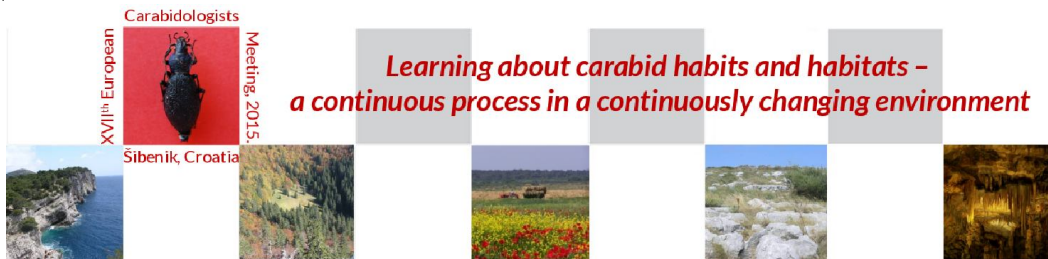 Carabidologists
XVIIth European
Meeting, 2015.
Šibenik, Croatia
Learning about carabid habits and habitats –
a continuous process in a continuously changing environment